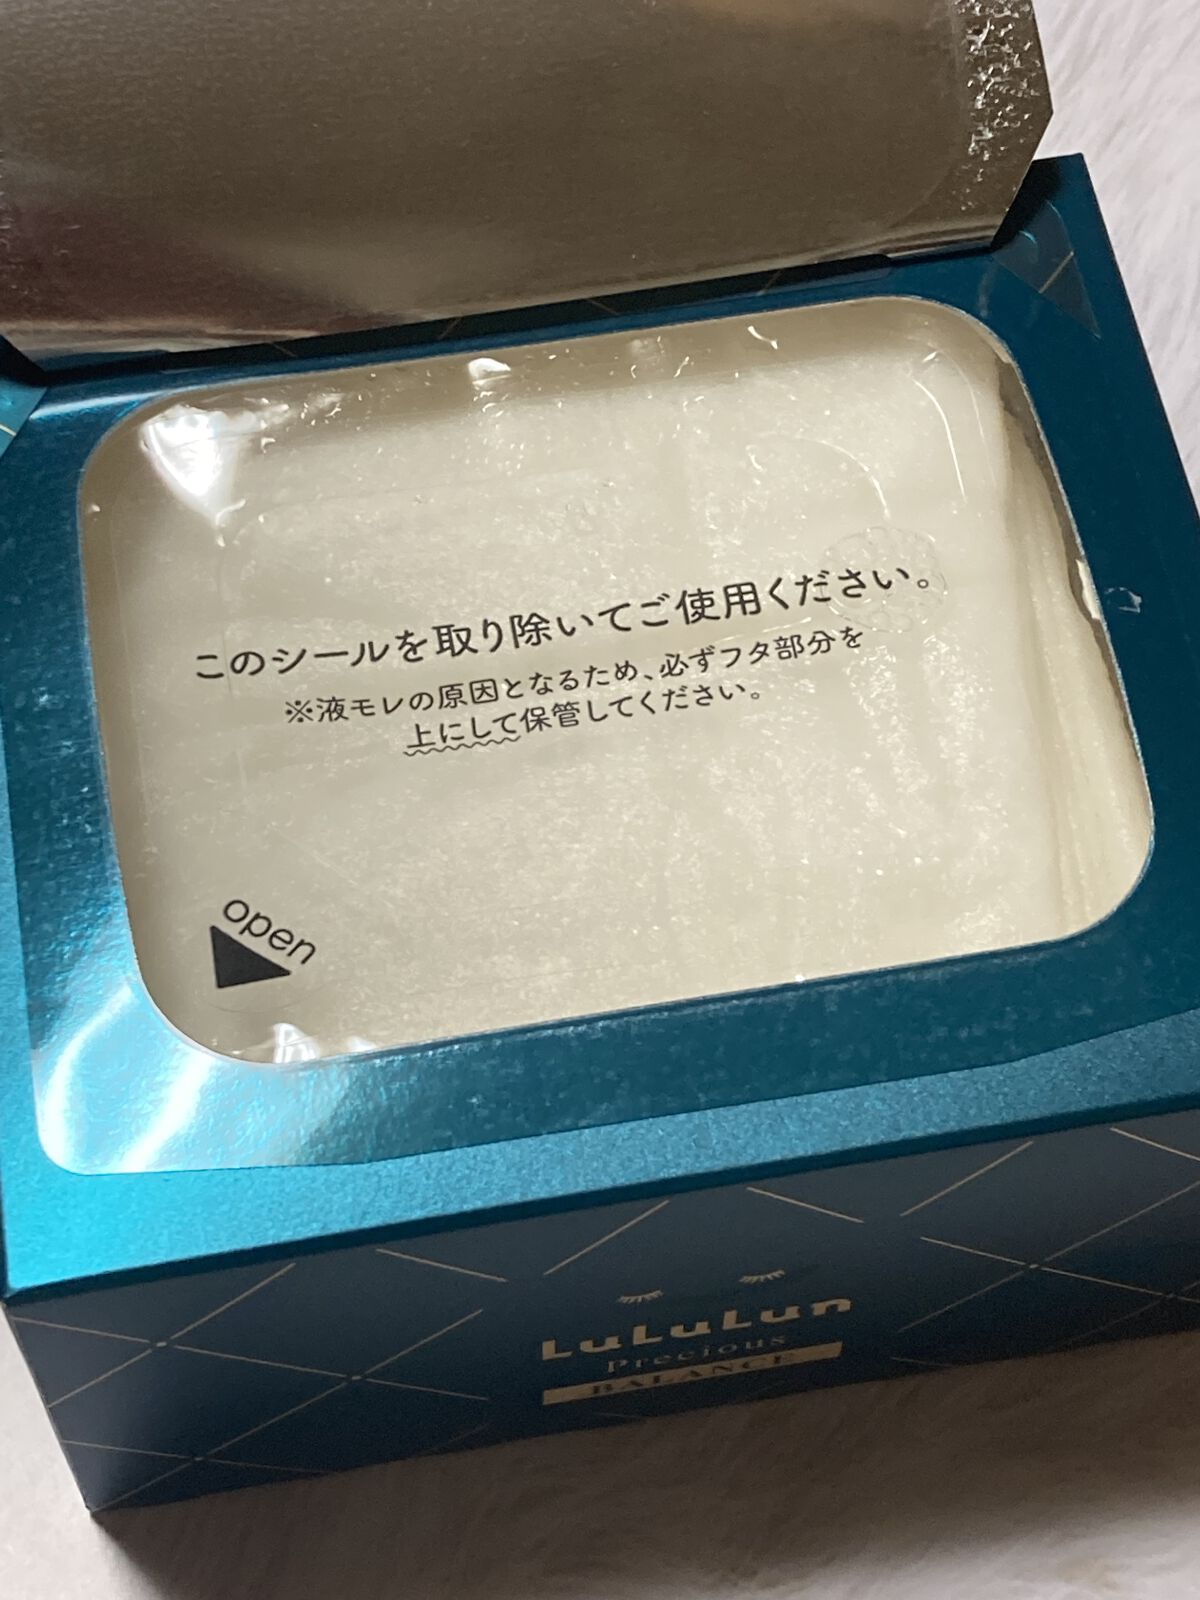 このシールを取り除いてご使用ください。
※液モレの原因となるため、必ずフタ部分を
上にして保管してください。
open
LuLuLun
Precious
BALANCE